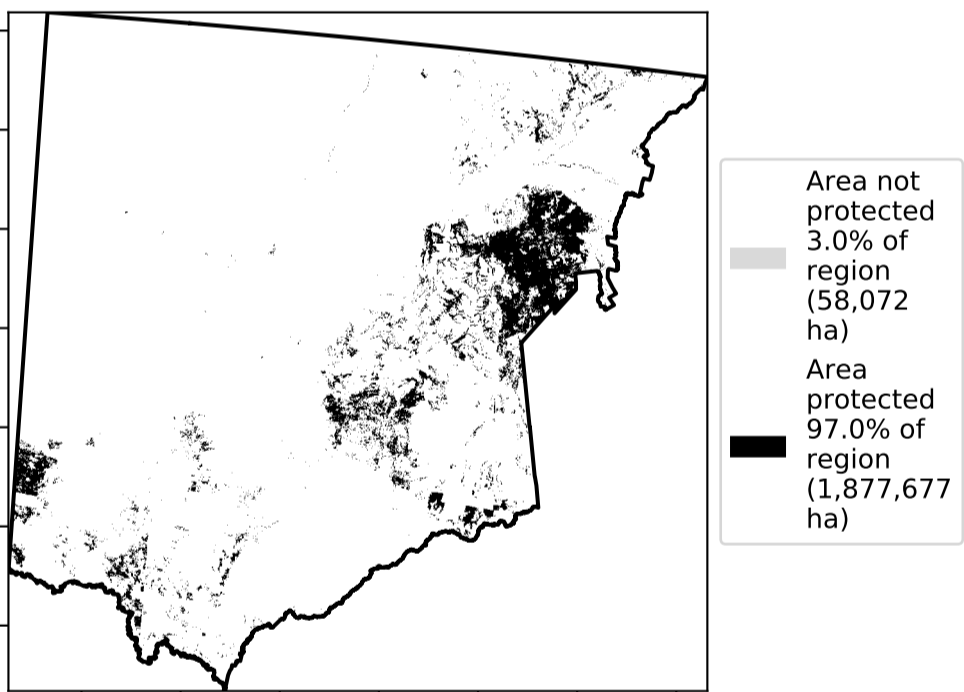 Area not
protected
3.0% of
region
(58,072
ha)
Area
protected
97.0% of
region
(1,877,677
ha)